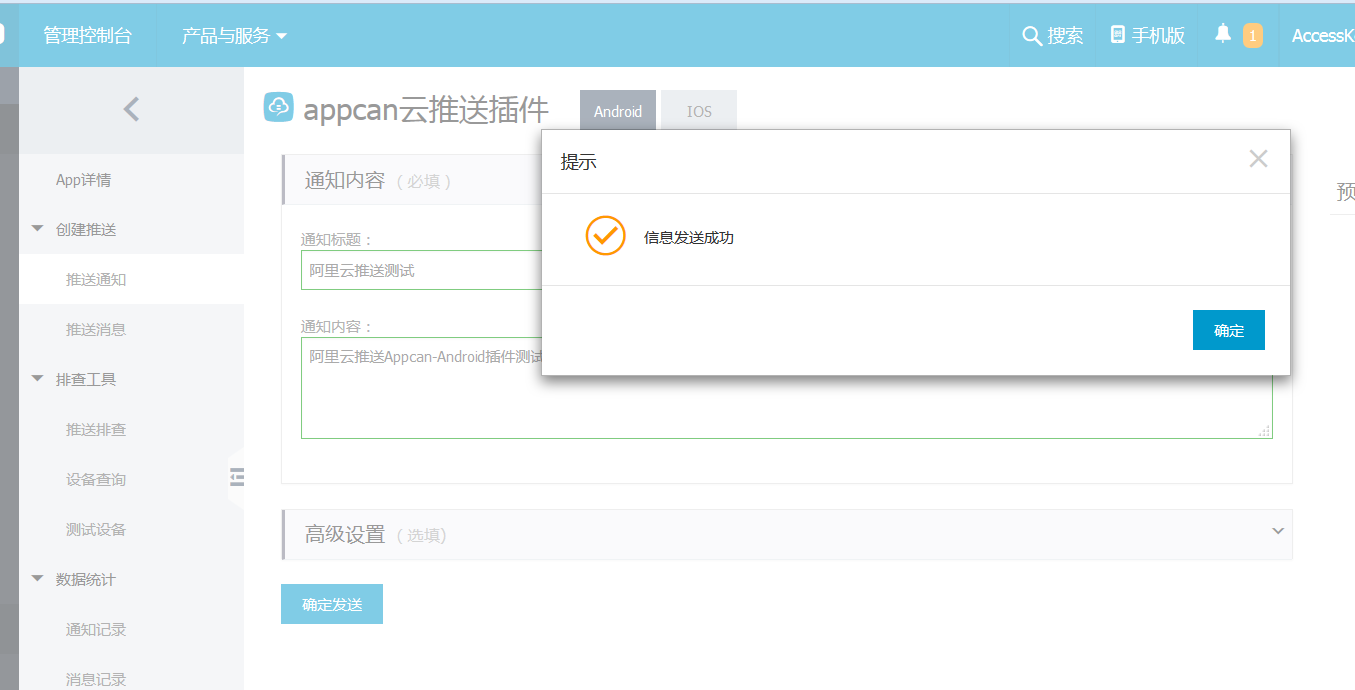 管理控制台
产品与服务
搜索
手机版
1
AccessK
appcan云推送插件
Android
IOS
App详情
创建推送
推送通知
推送消息
排查工具
推送排查
设备查询
测试设备
数据统计
通知记录
消息记录
通知内容 （ 必填 ）
通知标题：
阿里云推送测试
通知内容：
阿里云推送Appcan-Android插件测试
高级设置 （ 选填)
确定发送
提示
信息发送成功
确定
预